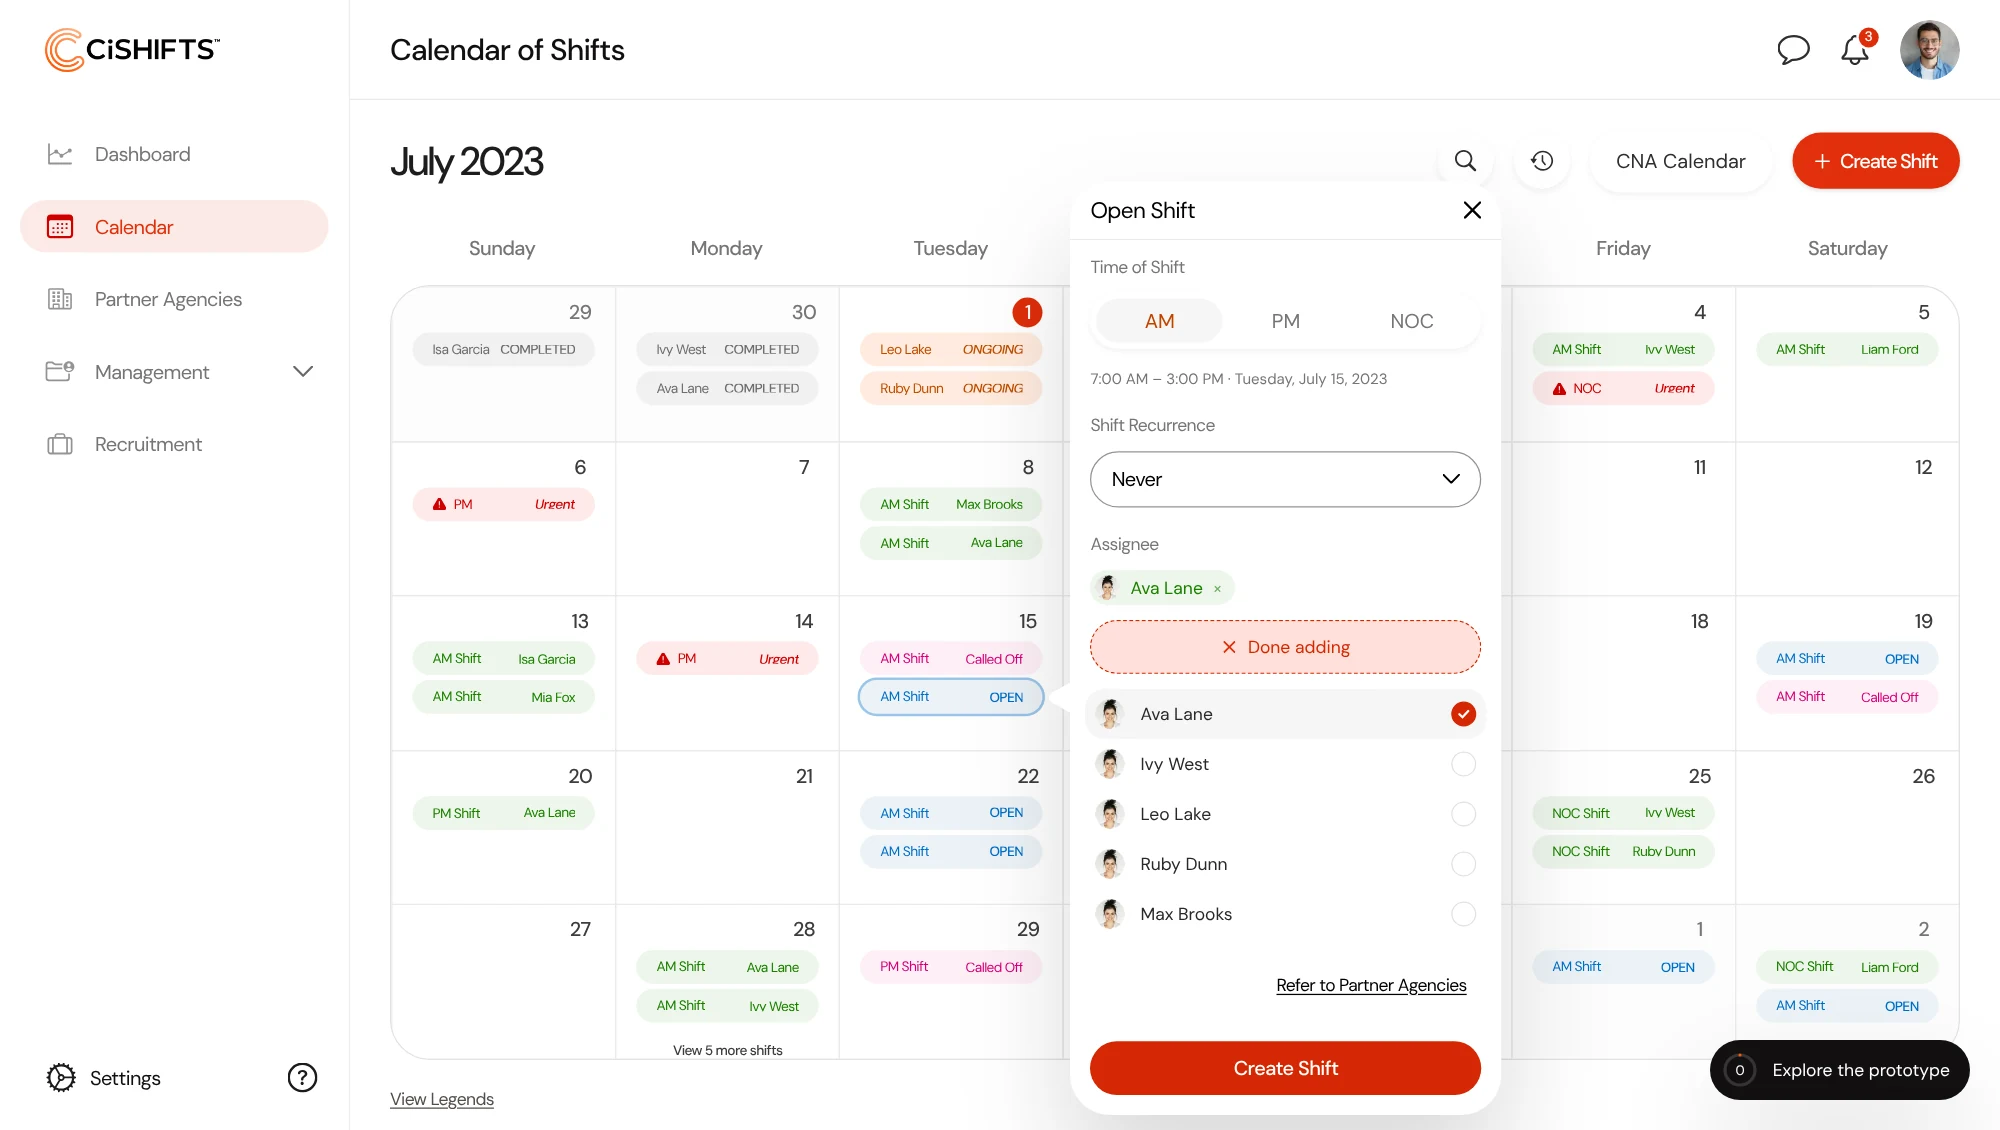 CiSHIFTS™
Calendar of Shifts
3
Dashboard
Calendar
Partner Agencies
Management
Recruitment
Settings
?
July 2023
CNA Calendar
+ Create Shift
Sunday
Monday
Tuesday
Friday
Saturday
29
Isa Garcia COMPLETED
30
Ivy West COMPLETED
Ava Lane COMPLETED
1
Leo Lake ONGOING
Ruby Dunn ONGOING
4
AM Shift Ivy West
NOC Urgent
5
AM Shift Liam Ford
6
PM Urgent
7
8
AM Shift Max Brooks
AM Shift Ava Lane
11
12
13
AM Shift Isa Garcia
AM Shift Mia Fox
14
PM Urgent
15
AM Shift Called Off
AM Shift OPEN
18
19
AM Shift OPEN
AM Shift Called Off
20
PM Shift Ava Lane
21
22
AM Shift OPEN
AM Shift OPEN
25
NOC Shift Ivy West
NOC Shift Ruby Dunn
26
27
28
AM Shift Ava Lane
AM Shift Ivy West
View 5 more shifts
29
PM Shift Called Off
1
AM Shift OPEN
2
NOC Shift Liam Ford
AM Shift OPEN
View Legends
Open Shift
Time of Shift
AM PM NOC
7:00 AM – 3:00 PM · Tuesday, July 15, 2023
Shift Recurrence
Never
Assignee
Ava Lane ×
Done adding
Ava Lane
Ivy West
Leo Lake
Ruby Dunn
Max Brooks
Refer to Partner Agencies
Create Shift
0 Explore the prototype